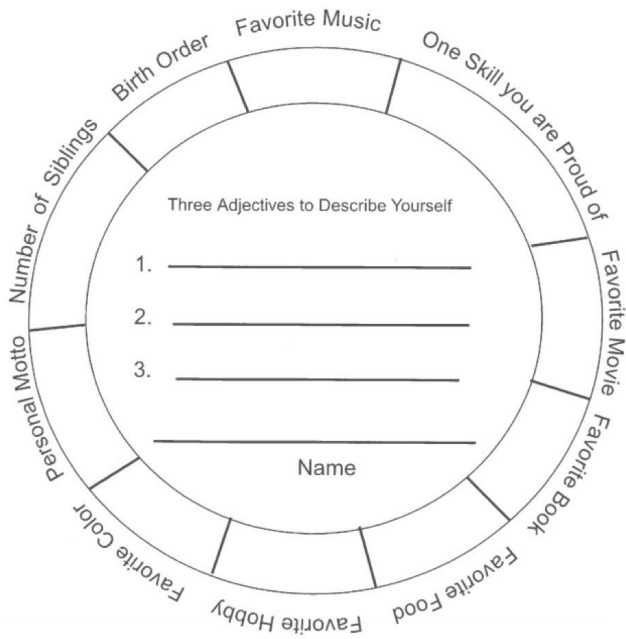 Favorite Music
One Skill you are Proud of
Favorite Movie
Favorite Book
Favorite Food
Favorite Hobby
Favorite Color
Personal Motto
Number of Siblings
Birth Order
Three Adjectives to Describe Yourself
1.
2.
3.
Name